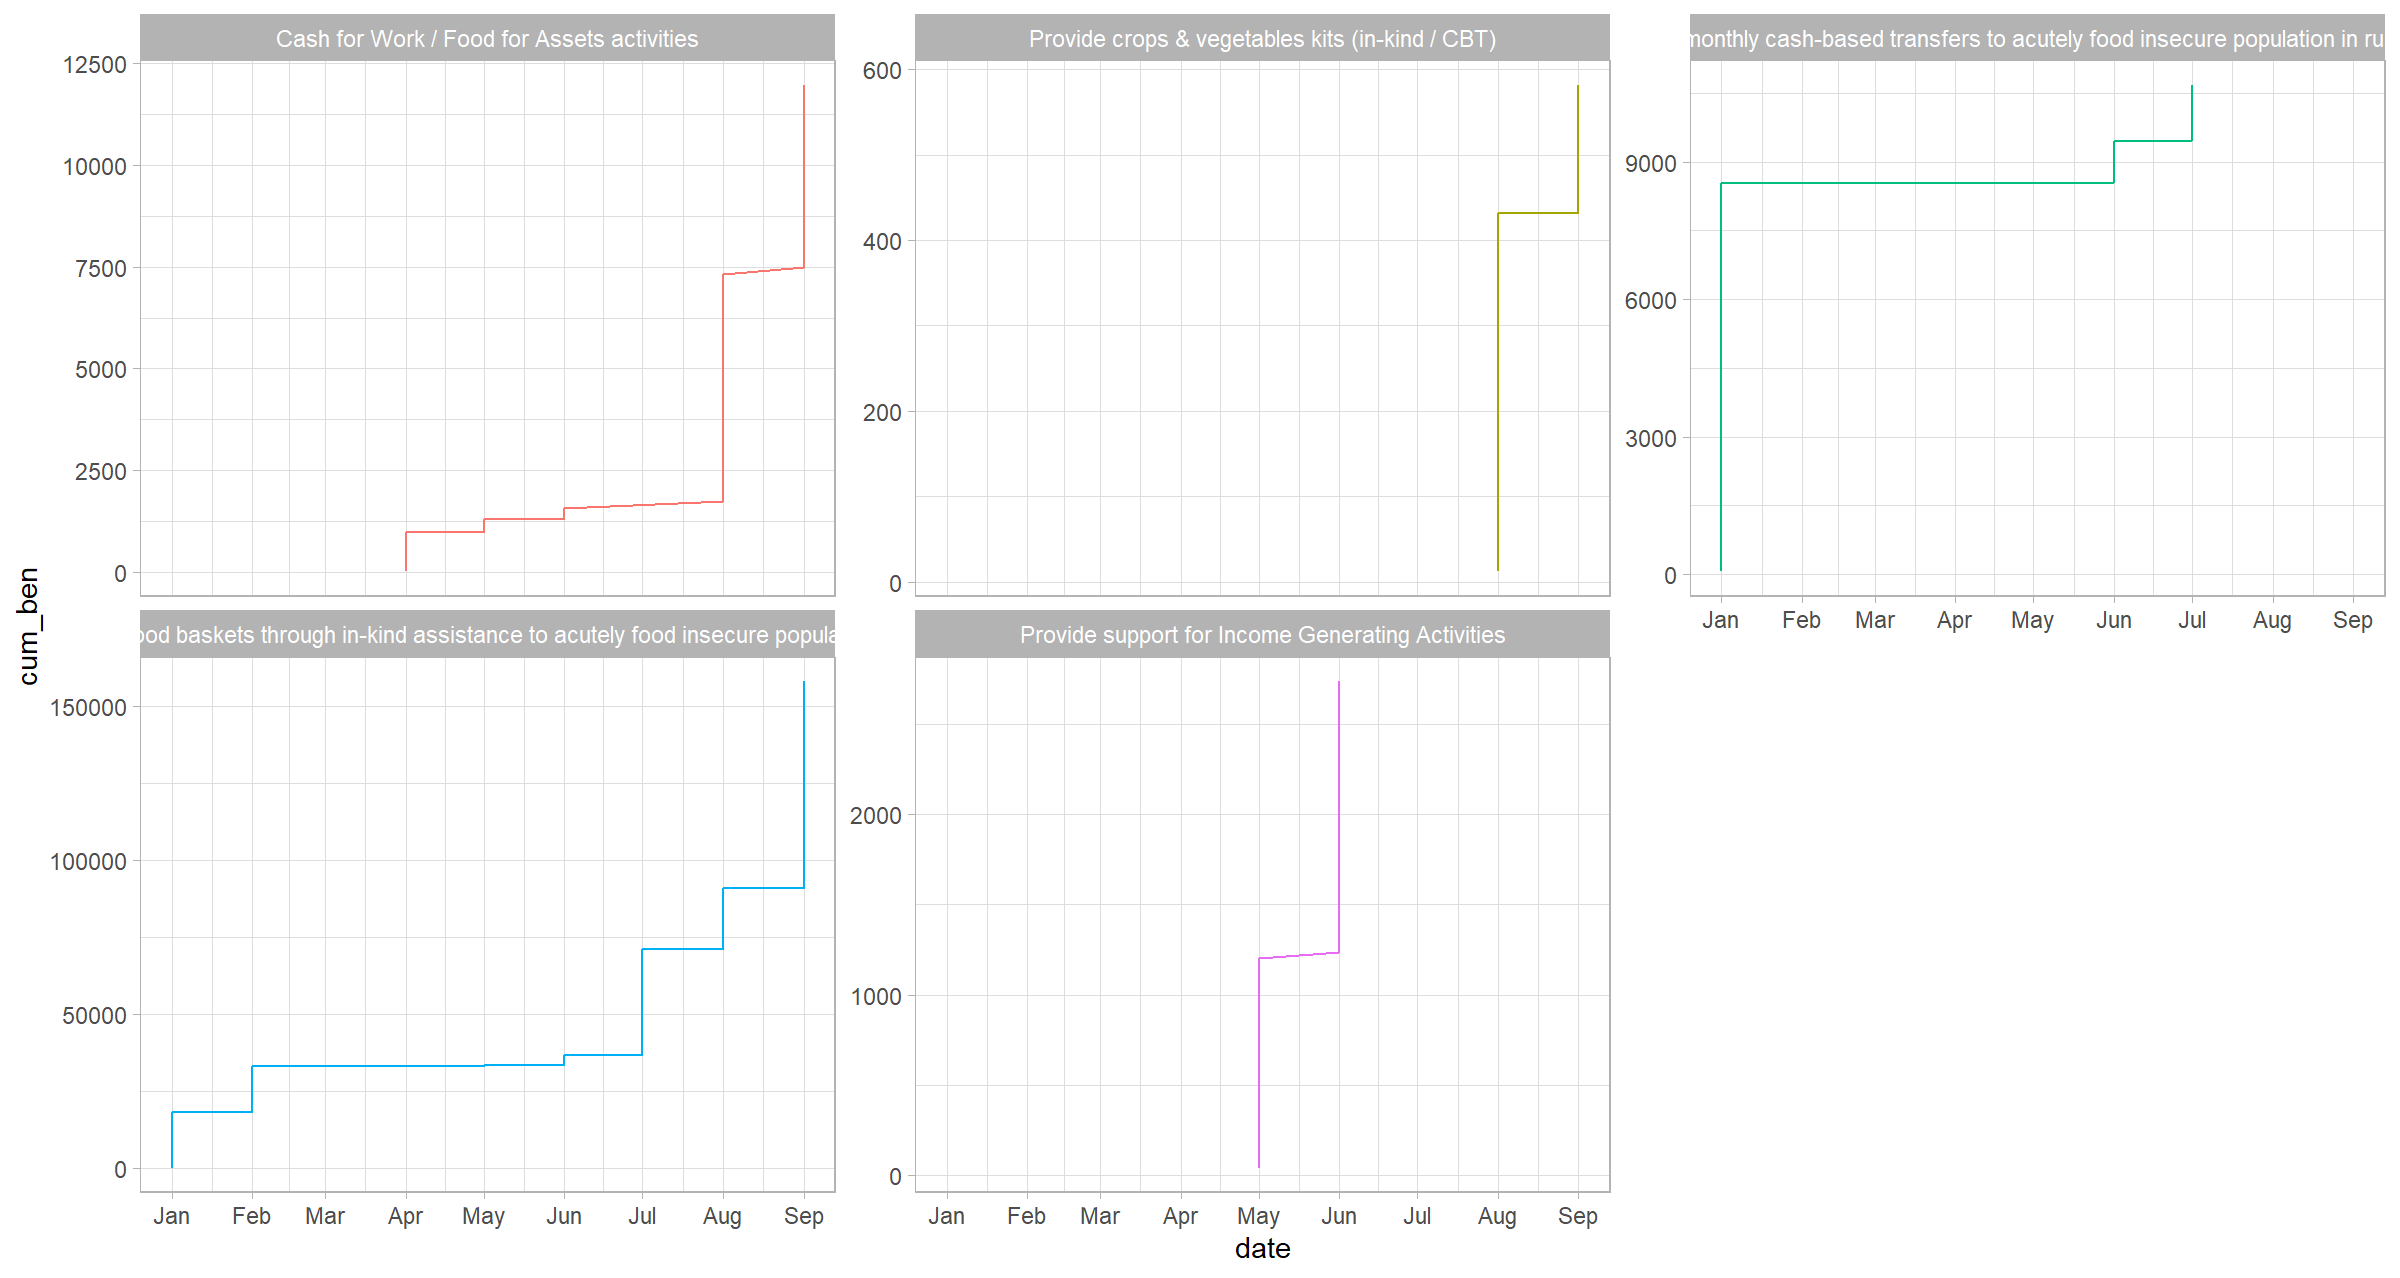 Cash for Work / Food for Assets activities
12500
10000
7500
5000
2500
0
Provide crops & vegetables kits (in-kind / CBT)
600
400
200
0
monthly cash-based transfers to acutely food insecure population in ru
9000
6000
3000
0
Jan Feb Mar Apr May Jun Jul Aug Sep
cum_ben
ood baskets through in-kind assistance to acutely food insecure popula
150000
100000
50000
0
Jan Feb Mar Apr May Jun Jul Aug Sep
Provide support for Income Generating Activities
2000
1000
0
Jan Feb Mar Apr May Jun Jul Aug Sep
date